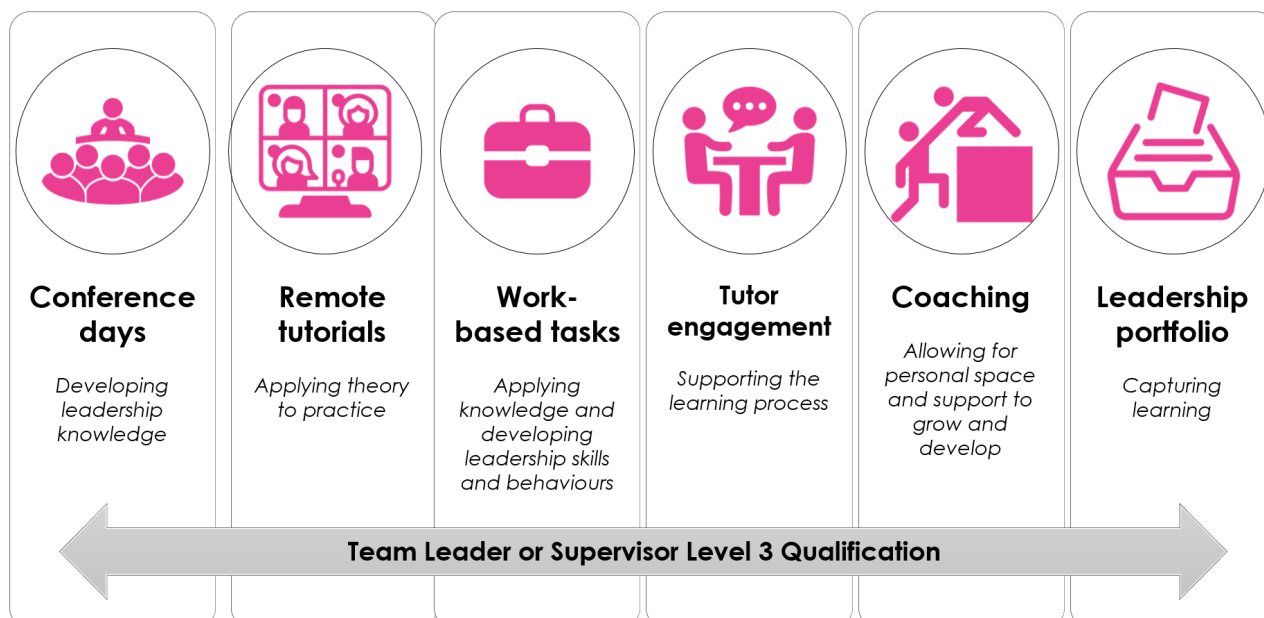 Conference
days
Developing
leadership
knowledge
Remote
tutorials
Applying theory
to practice
Work-
based tasks
Applying
knowledge and
developing
leadership skills
and behaviours
Tutor
engagement
Supporting the
learning process
Coaching
Allowing for
personal space
and support to
grow and
develop
Leadership
portfolio
Capturing
learning
Team Leader or Supervisor Level 3 Qualification